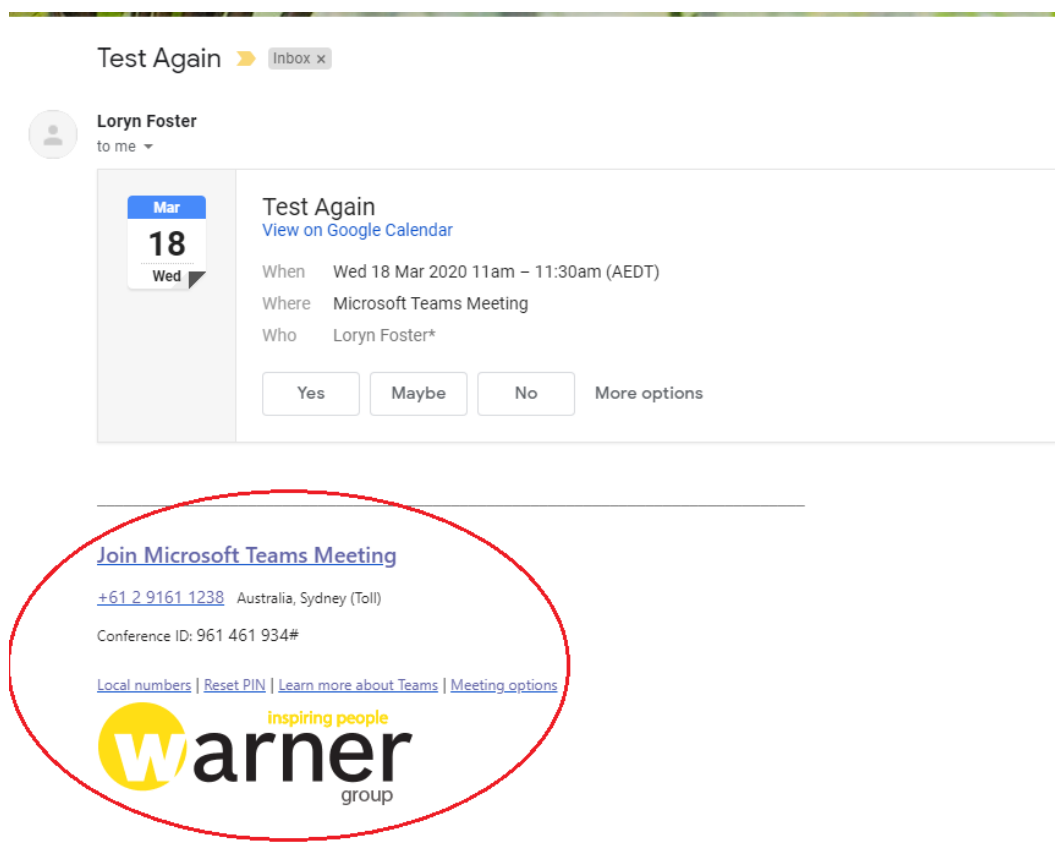 Test Again Inbox x
Loryn Foster
to me
Mar
18
Wed
Test Again
View on Google Calendar
When Wed 18 Mar 2020 11am – 11:30am (AEDT)
Where Microsoft Teams Meeting
Who Loryn Foster*
Yes Maybe No More options
Join Microsoft Teams Meeting
+61 2 9161 1238 Australia, Sydney (Toll)
Conference ID: 961 461 934#
Local numbers | Reset PIN | Learn more about Teams | Meeting options
inspiring people
warner
group